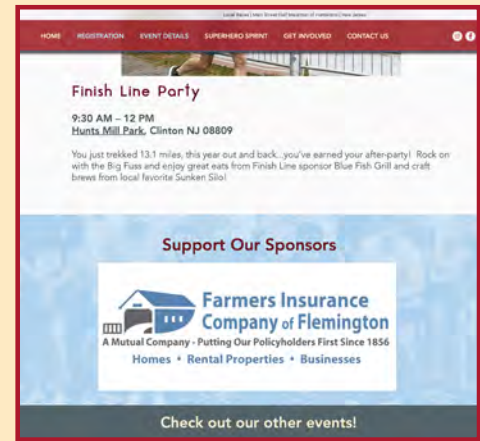 HOME REGISTRATION EVENT DETAILS SUPERHERO SPRINT GET INVOLVED CONTACT US
Finish Line Party
9:30 AM – 12 PM
Hunts Mill Park, Clinton NJ 08809
You just trekked 13.1 miles, this year out and back...you've earned your after-party! Rock on
with the Big Fuss and enjoy great eats from Finish Line sponsor Blue Fish Grill and craft
brews from local favorite Sunken Silo!
Support Our Sponsors
Farmers Insurance
Company of Flemington
A Mutual Company - Putting Our Policyholders First Since 1856
Homes • Rental Properties • Businesses
Check out our other events!